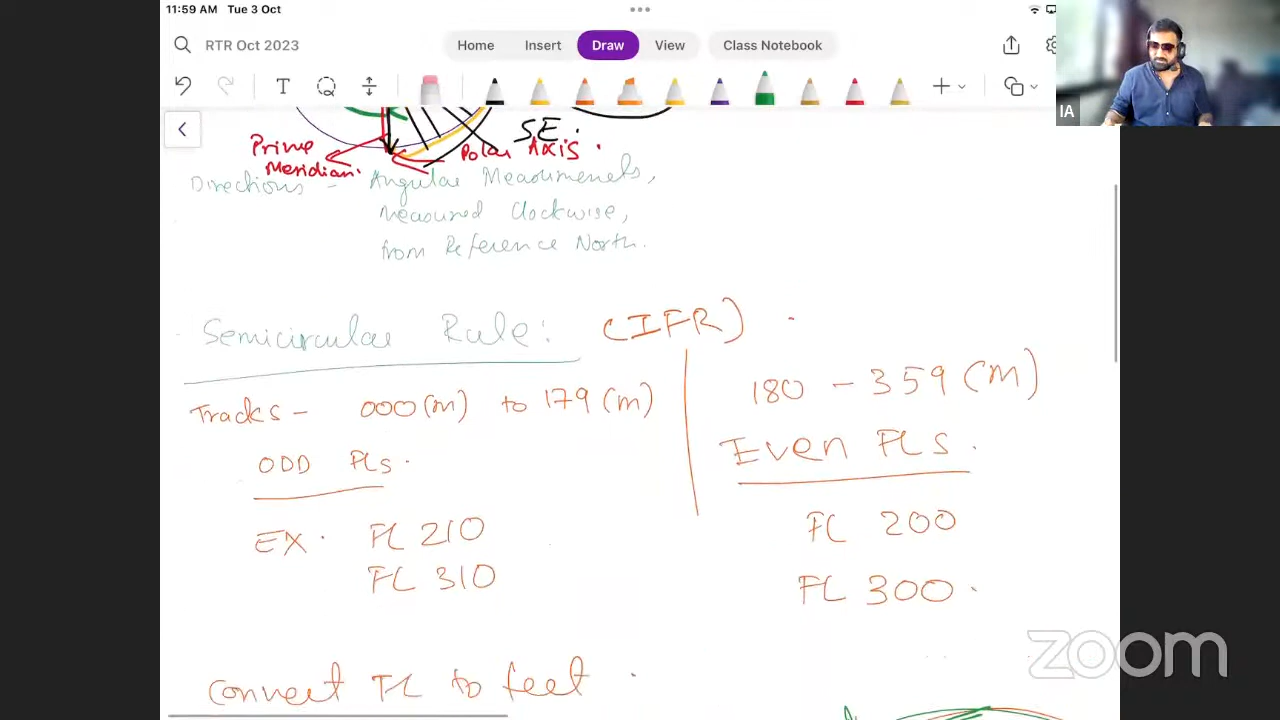 11:59 AM Tue 3 Oct
RTR Oct 2023
Home Insert Draw View Class Notebook
IA
SE.
Prime Meridian.
Polar Axis.
Directions - Angular Measuremenets,
Measured Clockwise,
from Reference North.
Semicircular Rule: (IFR)
Tracks - 000(m) to 179 (m)
180 - 359 (m)
ODD FLs.
Even FLs.
EX. FL 210
FL 200
FL 310
FL 300.
Convert FL to feet
zoom